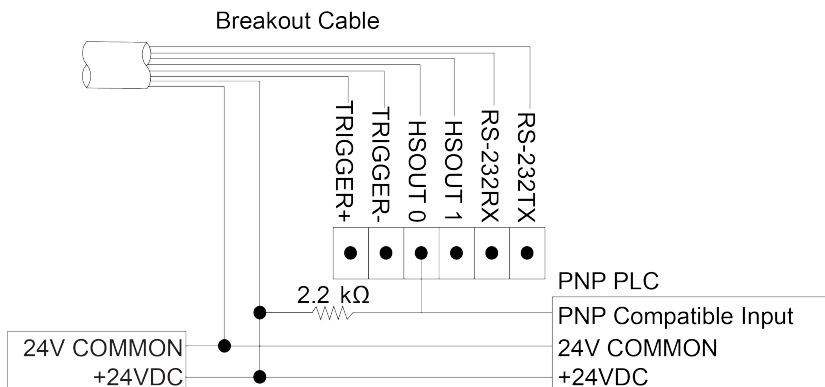 Breakout Cable
TRIGGER+
TRIGGER-
HSOUT 0
HSOUT 1
RS-232RX
RS-232TX
PNP PLC
2.2 kΩ
PNP Compatible Input
24V COMMON
24V COMMON
+24VDC
+24VDC